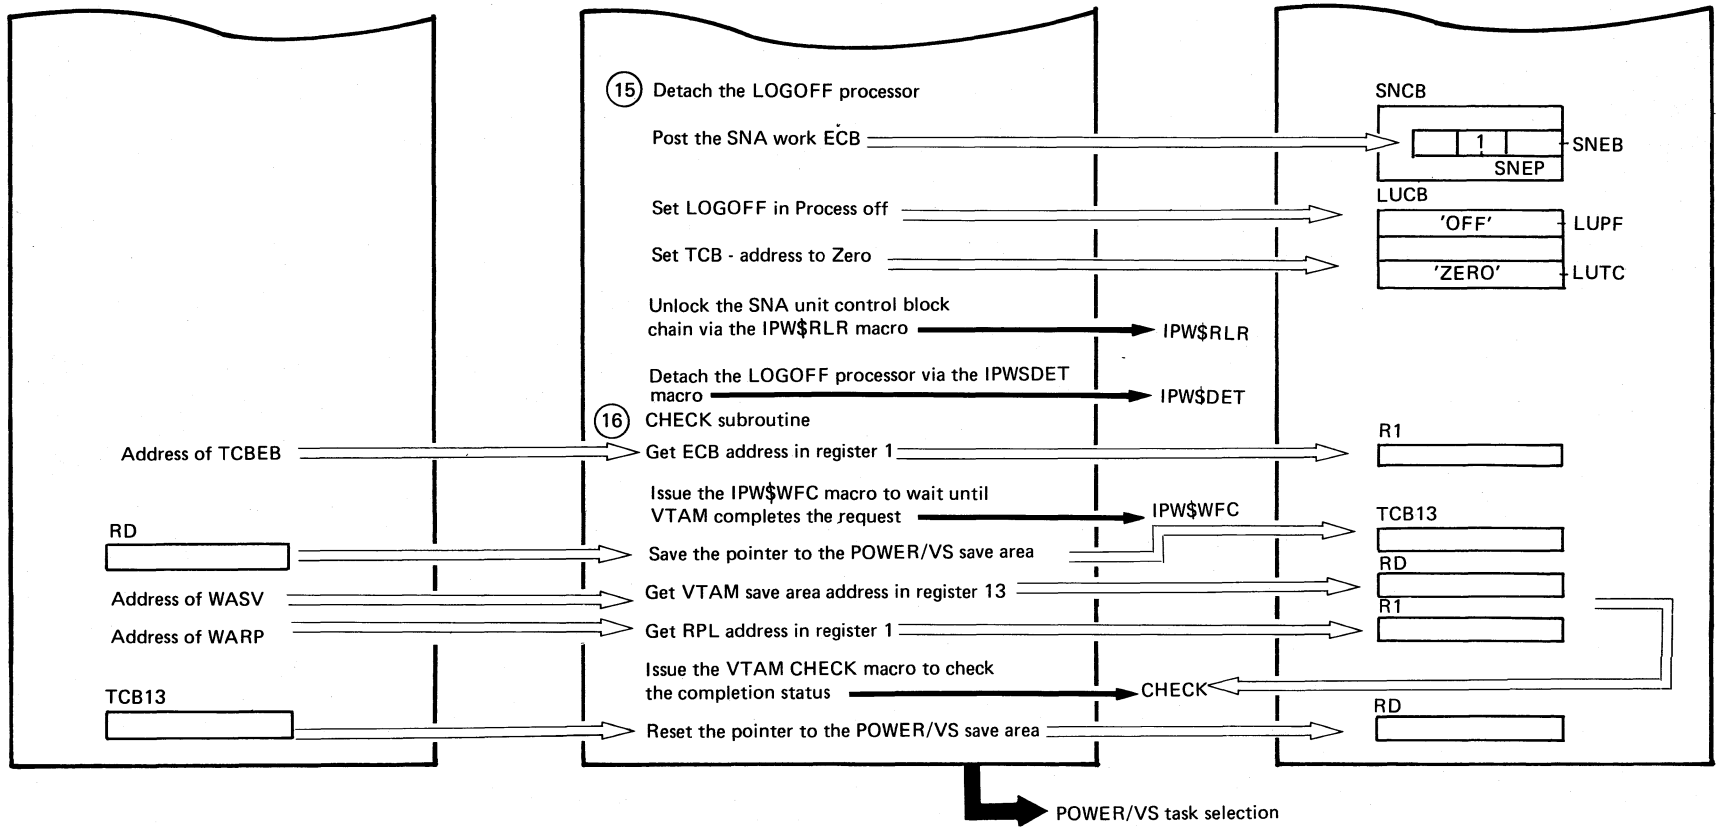 15 Detach the LOGOFF processor
SNCB
Post the SNA work ECB
1
SNEB
SNEP
LUCB
Set LOGOFF in Process off
'OFF'
LUPF
Set TCB - address to Zero
'ZERO'
LUTC
Unlock the SNA unit control block
chain via the IPW$RLR macro
IPW$RLR
Detach the LOGOFF processor via the IPWSDET
macro
IPW$DET
16 CHECK subroutine
R1
Address of TCBEB
Get ECB address in register 1
Issue the IPW$WFC macro to wait until
VTAM completes the request
IPW$WFC
TCB13
RD
Save the pointer to the POWER/VS save area
RD
Address of WASV
Get VTAM save area address in register 13
R1
Address of WARP
Get RPL address in register 1
Issue the VTAM CHECK macro to check
the completion status
CHECK
TCB13
RD
Reset the pointer to the POWER/VS save area
POWER/VS task selection